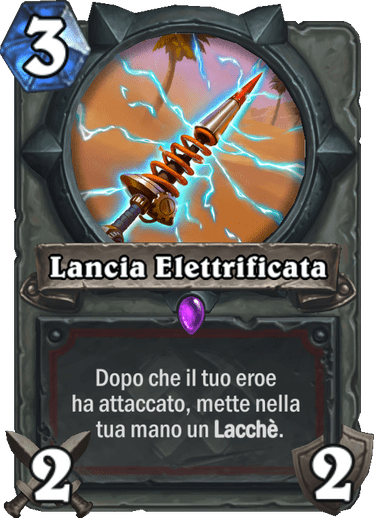 3
Lancia Elettrificata
Dopo che il tuo eroe
ha attaccato, mette nella
tua mano un Lacchè.
2 2